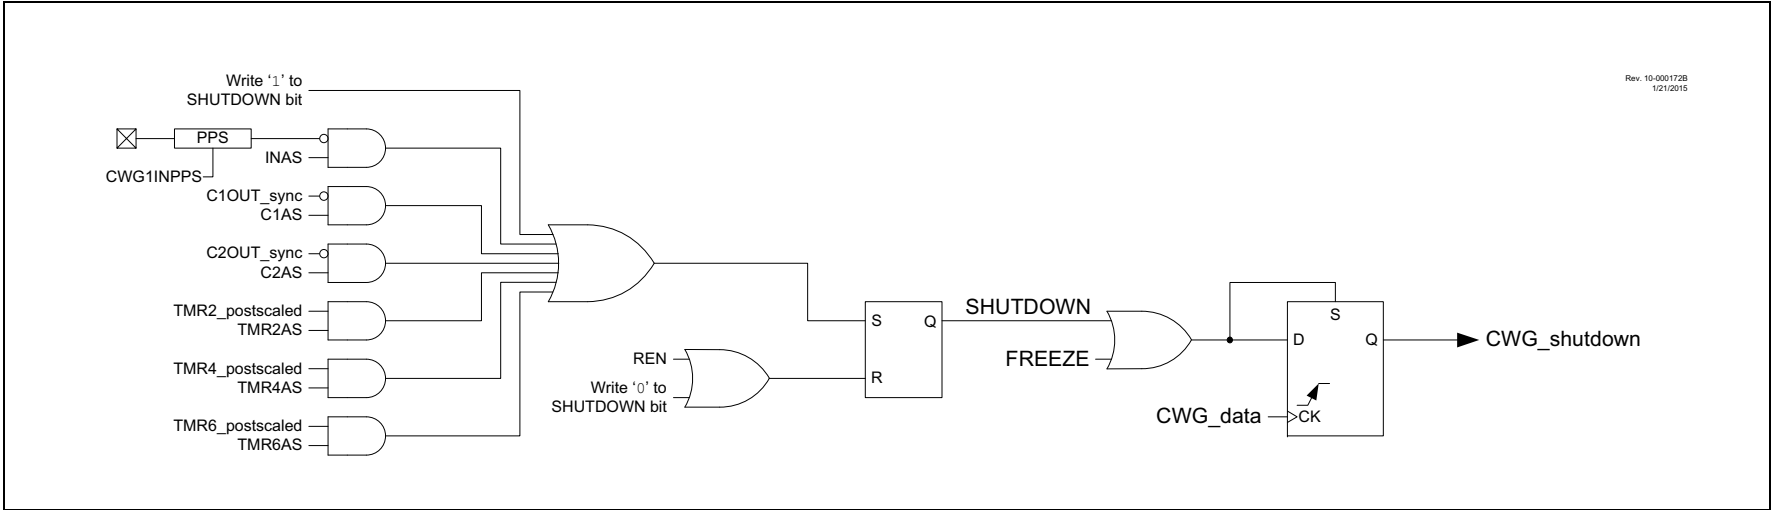 Rev. 10-000172B
1/21/2015
Write ‘1’ to
SHUTDOWN bit
PPS
INAS
CWG1INPPS
C1OUT_sync
C1AS
C2OUT_sync
C2AS
TMR2_postscaled
TMR2AS
TMR4_postscaled
TMR4AS
TMR6_postscaled
TMR6AS
REN
Write ‘0’ to
SHUTDOWN bit
S
Q
R
SHUTDOWN
FREEZE
S
D
Q
CK
CWG_data
CWG_shutdown